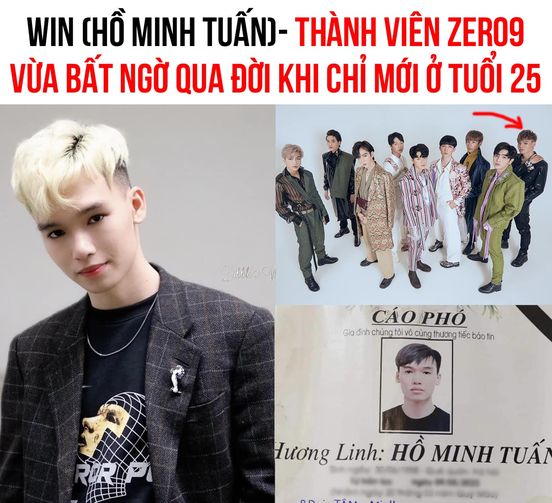 WIN (HỒ MINH TUẤN)- THÀNH VIÊN ZERO9
VỪA BẤT NGỜ QUA ĐỜI KHI CHỈ MỚI Ở TUỔI 25
CÁO PHÓ
Gia đình chúng tôi vô cùng thương tiếc báo tin
Hương Linh: HỒ MINH TUẤN